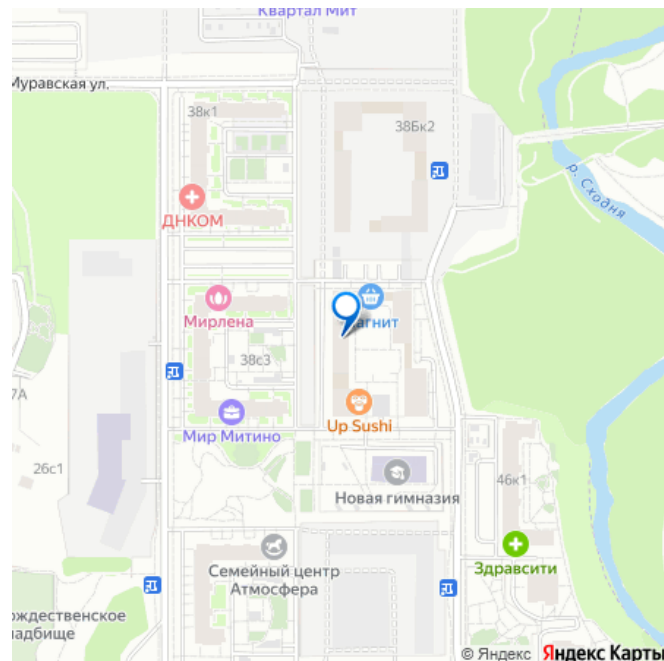 Квартал Мит
Муравская ул.
38к1
38Бк2
р. Сходня
ДНКОМ
Мирлена
агнит
38с3
7А
Up Sushi
Мир Митино
26с1
Новая гимназия
46к1
Семейный центр
Атмосфера
Здравсити
ождественское
ладбище
© Яндекс Яндекс Карты